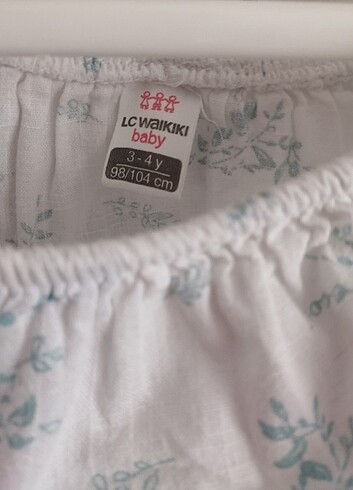 LC WAIKIKI
baby
3 - 4 y
98/104 cm